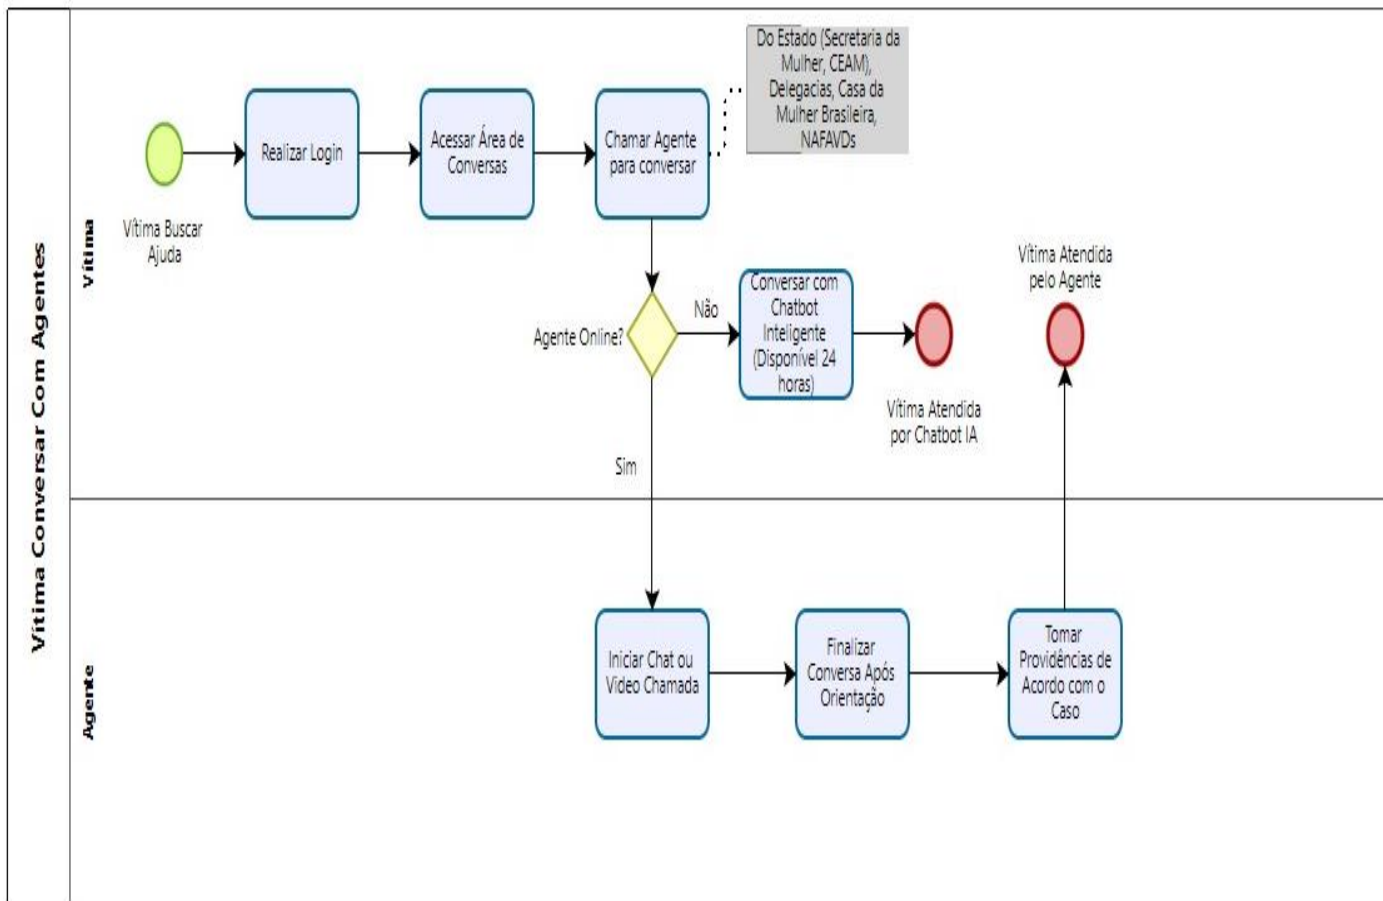 Vítima Conversar Com Agentes
Vítima
Vítima Buscar
Ajuda
Realizar Login
Acessar Área de
Conversas
Chamar Agente
para conversar
Do Estado (Secretaria da
Mulher, CEAM),
Delegacias, Casa da
Mulher Brasileira,
NAFAVDs
Agente Online?
Não
Conversar com
Chatbot
Inteligente
(Disponível 24
horas)
Vítima Atendida
por Chatbot IA
Vítima Atendida
pelo Agente
Sim
Agente
Iniciar Chat ou
Video Chamada
Finalizar
Conversa Após
Orientação
Tomar
Providências de
Acordo com o
Caso